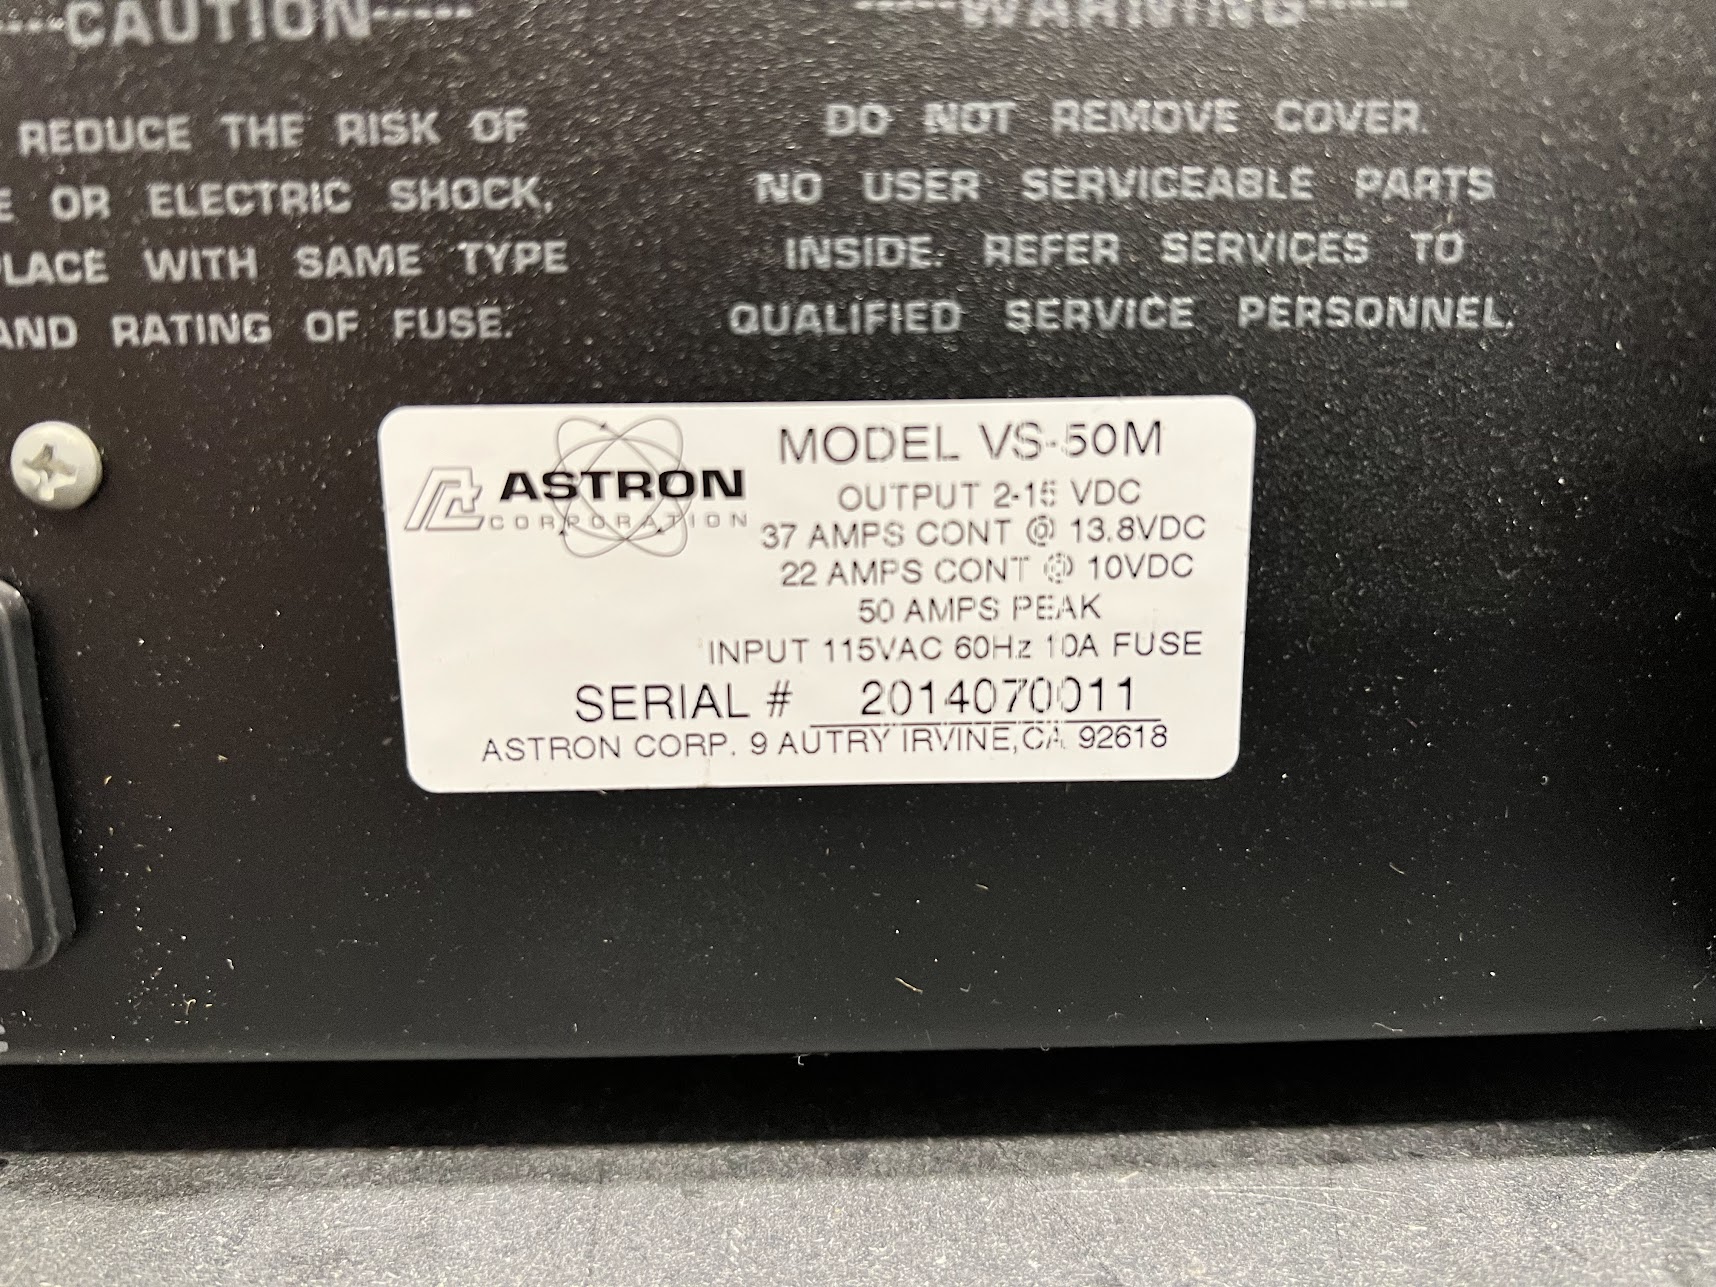 -----CAUTION-----
-----WARNING-----
REDUCE THE RISK OF
OR ELECTRIC SHOCK,
WITH SAME TYPE
AND RATING OF FUSE.
DO NOT REMOVE COVER.
NO USER SERVICEABLE PARTS
INSIDE. REFER SERVICES TO
QUALIFIED SERVICE PERSONNEL.
ASTRON
CORPORATION
MODEL VS-50M
OUTPUT 2-15 VDC
37 AMPS CONT @ 13.8VDC
22 AMPS CONT @ 10VDC
50 AMPS PEAK
INPUT 115VAC 60Hz 10A FUSE
SERIAL # 2014070011
ASTRON CORP. 9 AUTRY IRVINE,CA 92618